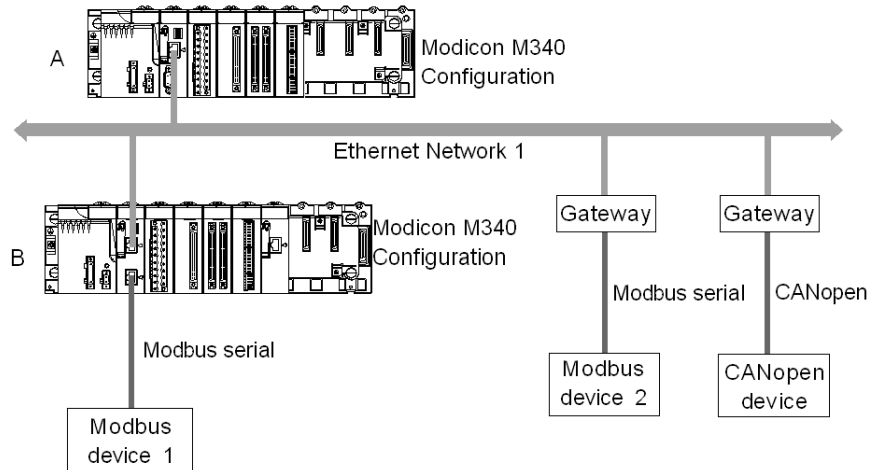 A
Modicon M340
Configuration
Ethernet Network 1
B
Modicon M340
Configuration
Gateway
Gateway
Modbus serial
CANopen
Modbus serial
Modbus
device 2
CANopen
device
Modbus
device 1